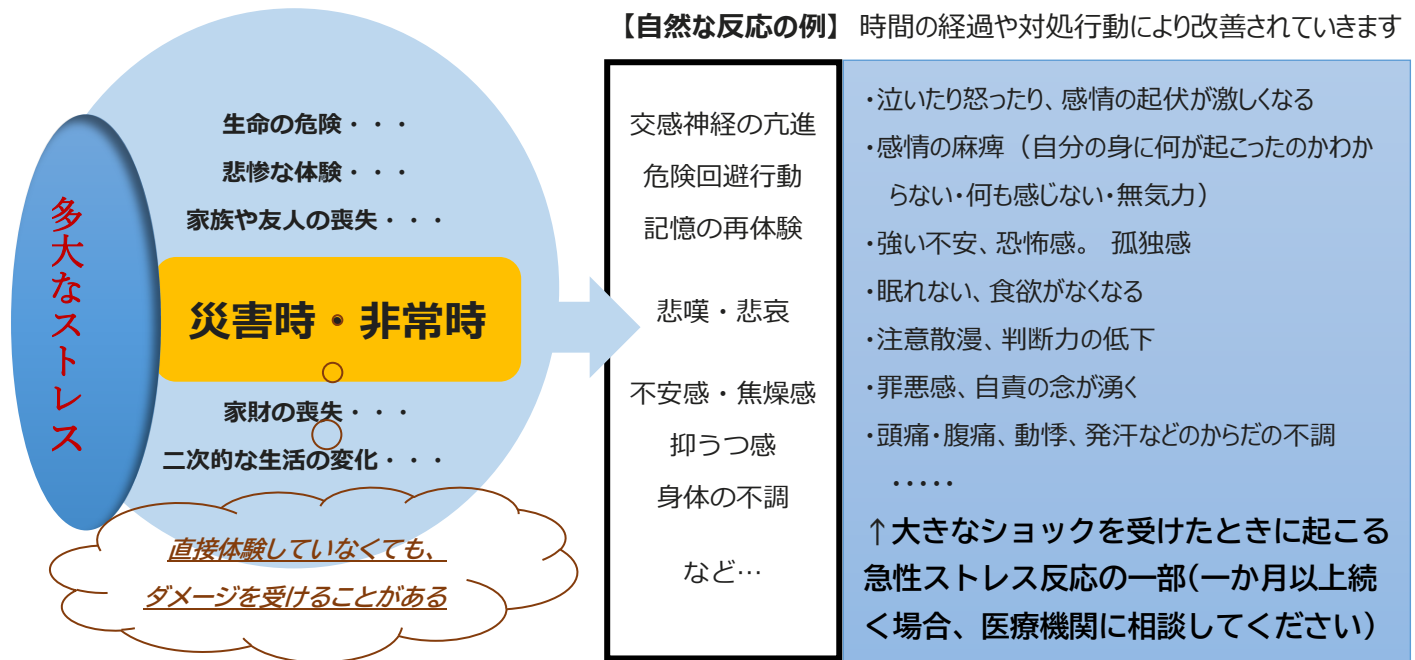 【自然な反応の例】 時間の経過や対処行動により改善されていきます
多大なストレス
生命の危険・・・
悲惨な体験・・・
家族や友人の喪失・・・
災害時・非常時
家財の喪失・・・
二次的な生活の変化・・・
直接体験していなくても、
ダメージを受けることがある
交感神経の亢進
危険回避行動
記憶の再体験
悲嘆・悲哀
不安感・焦燥感
抑うつ感
身体の不調
など…
・泣いたり怒ったり、感情の起伏が激しくなる
・感情の麻痺（自分の身に何が起こったのかわか
らない・何も感じない・無気力）
・強い不安、恐怖感。 孤独感
・眠れない、食欲がなくなる
・注意散漫、判断力の低下
・罪悪感、自責の念が湧く
・頭痛・腹痛、動悸、発汗などのからだの不調
・・・・・
↑大きなショックを受けたときに起こる
急性ストレス反応の一部(一か月以上続
く場合、医療機関に相談してください）